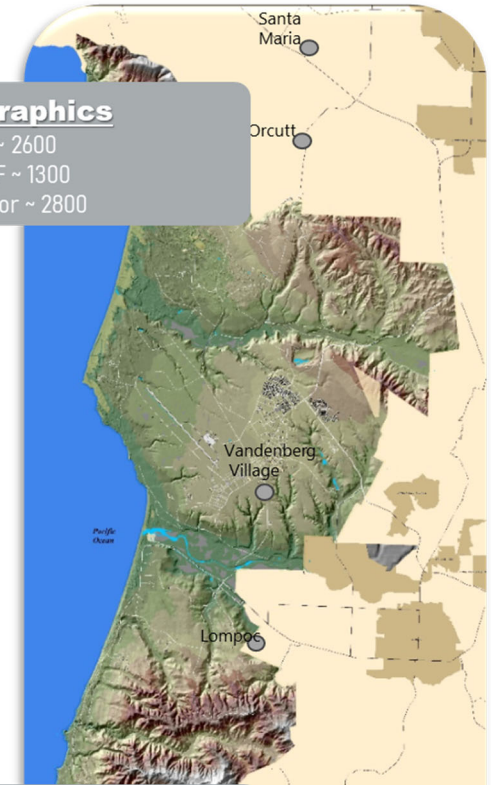 Santa
Maria
raphics
~ 2600
F ~ 1300
or ~ 2800
Orcutt
Vandenberg
Village
Pacific
Ocean
Lompoc